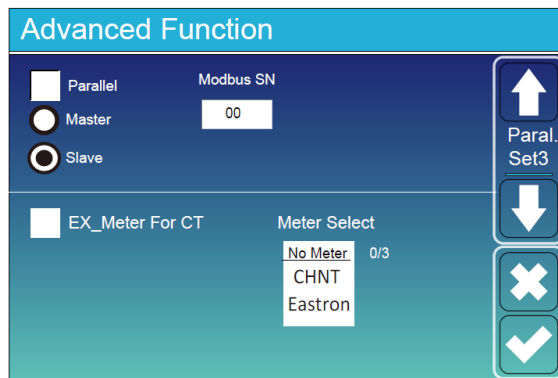 Advanced Function
Parallel
Modbus SN
Master
00
Slave
Paral.
Set3
EX_Meter For CT
Meter Select
No Meter 0/3
CHNT
Eastron